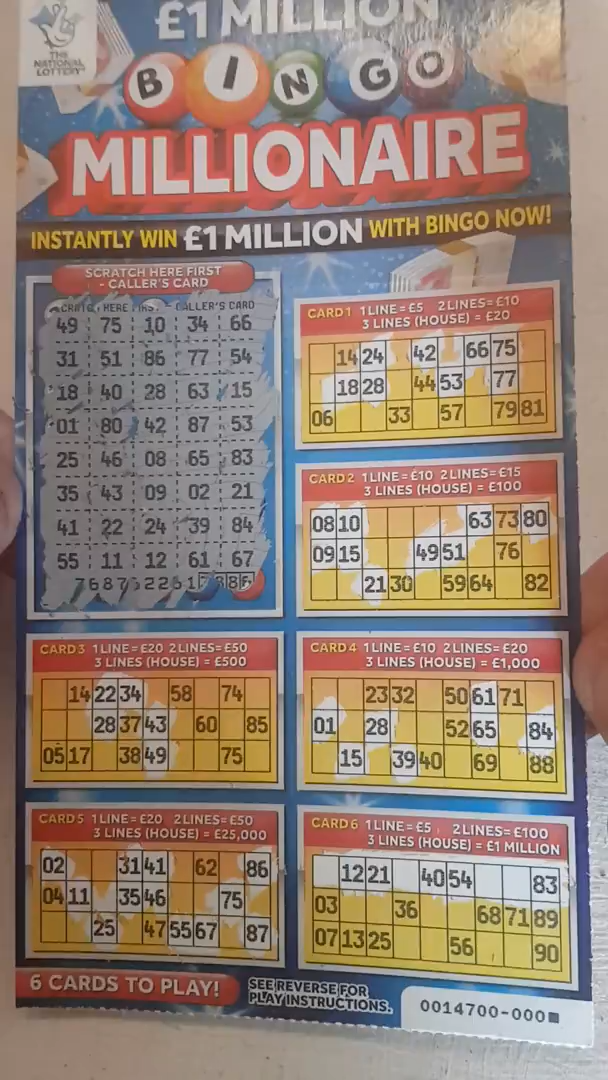 THE
NATIONAL
LOTTERY
£1 MILLION
BINGO
MILLIONAIRE
INSTANTLY WIN £1 MILLION WITH BINGO NOW!
SCRATCH HERE FIRST
- CALLER'S CARD
HERE FIRST - CALLER'S CARD
49 75 10 34 66
31 51 86 77 54
18 40 28 63 15
01 80 42 87 53
25 46 08 65 83
35 43 09 02 21
41 22 24 39 84
55 11 12 61 67
CARD 1 1 LINE = £5 2 LINES = £10
3 LINES (HOUSE) = £20
14 24 42 66 75
18 28 44 53 77
06 33 57 79 81
CARD 2 1 LINE = £10 2 LINES = £15
3 LINES (HOUSE) = £100
08 10 63 73 80
09 15 49 51 76
21 30 59 64 82
CARD 3 1 LINE = £20 2 LINES = £50
3 LINES (HOUSE) = £500
14 22 34 58 74
28 37 43 60 85
05 17 38 49 75
CARD 4 1 LINE = £10 2 LINES = £20
3 LINES (HOUSE) = £1,000
23 32 50 61 71
01 28 52 65 84
15 39 40 69 88
CARD 5 1 LINE = £20 2 LINES = £50
3 LINES (HOUSE) = £25,000
02 31 41 62 86
04 11 35 46 75
25 47 55 67 87
CARD 6 1 LINE = £5 2 LINES = £100
3 LINES (HOUSE) = £1 MILLION
12 21 40 54 83
03 36 68 71 89
07 13 25 56 90
6 CARDS TO PLAY!
SEE REVERSE FOR
PLAY INSTRUCTIONS.
0014700-000